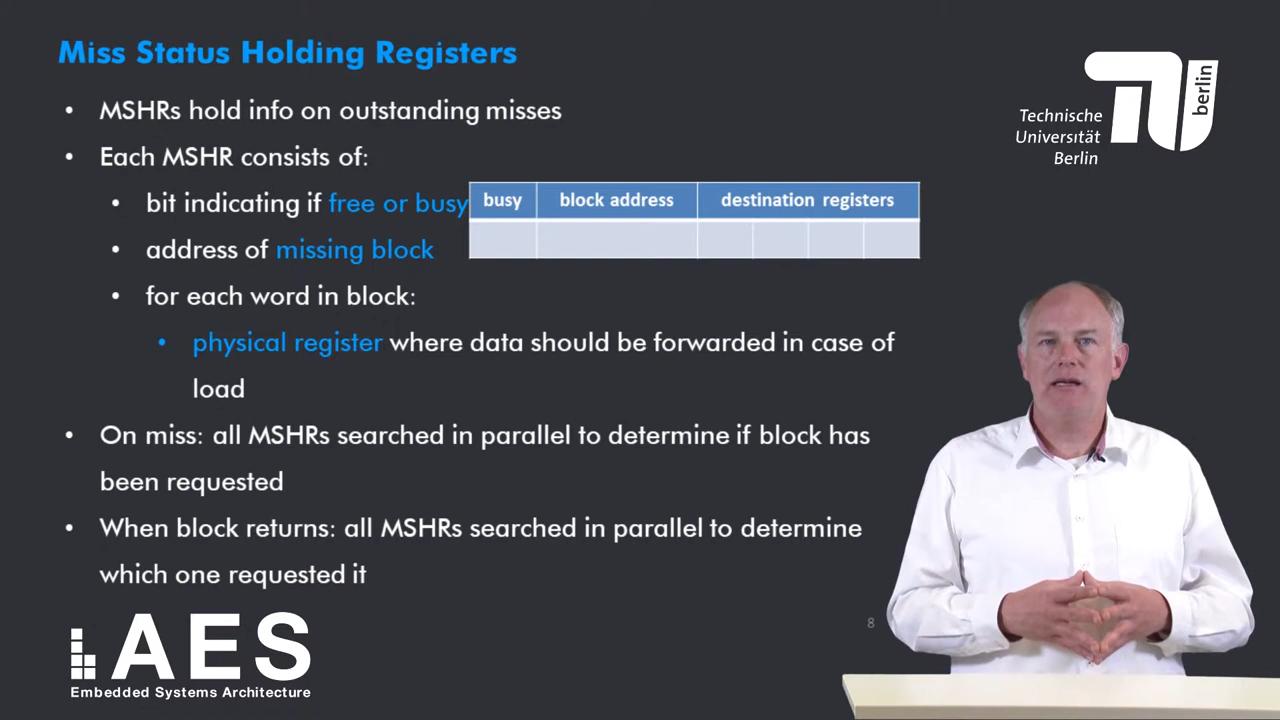 Miss Status Holding Registers
• MSHRs hold info on outstanding misses
• Each MSHR consists of:
• bit indicating if free or busy
busy block address destination registers
• address of missing block
• for each word in block:
• physical register where data should be forwarded in case of
load
• On miss: all MSHRs searched in parallel to determine if block has
been requested
• When block returns: all MSHRs searched in parallel to determine
which one requested it
Technische
Universität
Berlin
berlin
8
AES
Embedded Systems Architecture